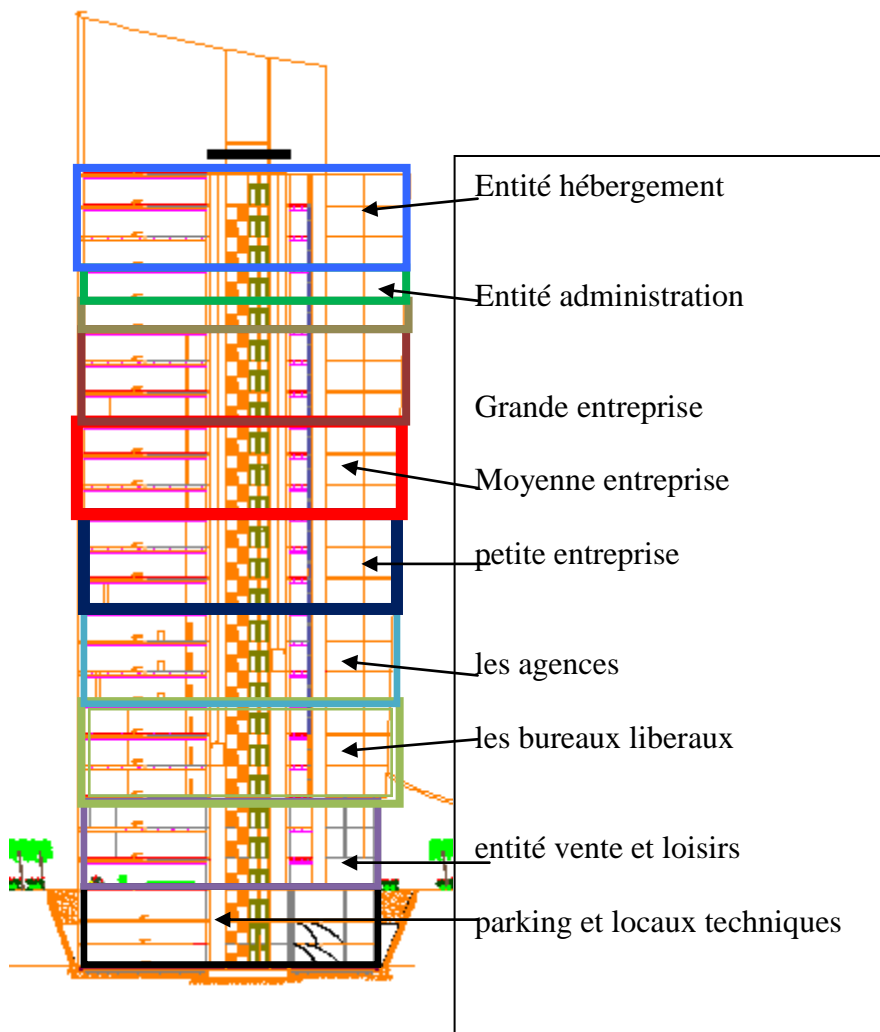 Entité hébergement
Entité administration
Grande entreprise
Moyenne entreprise
petite entreprise
les agences
les bureaux liberaux
entité vente et loisirs
parking et locaux techniques